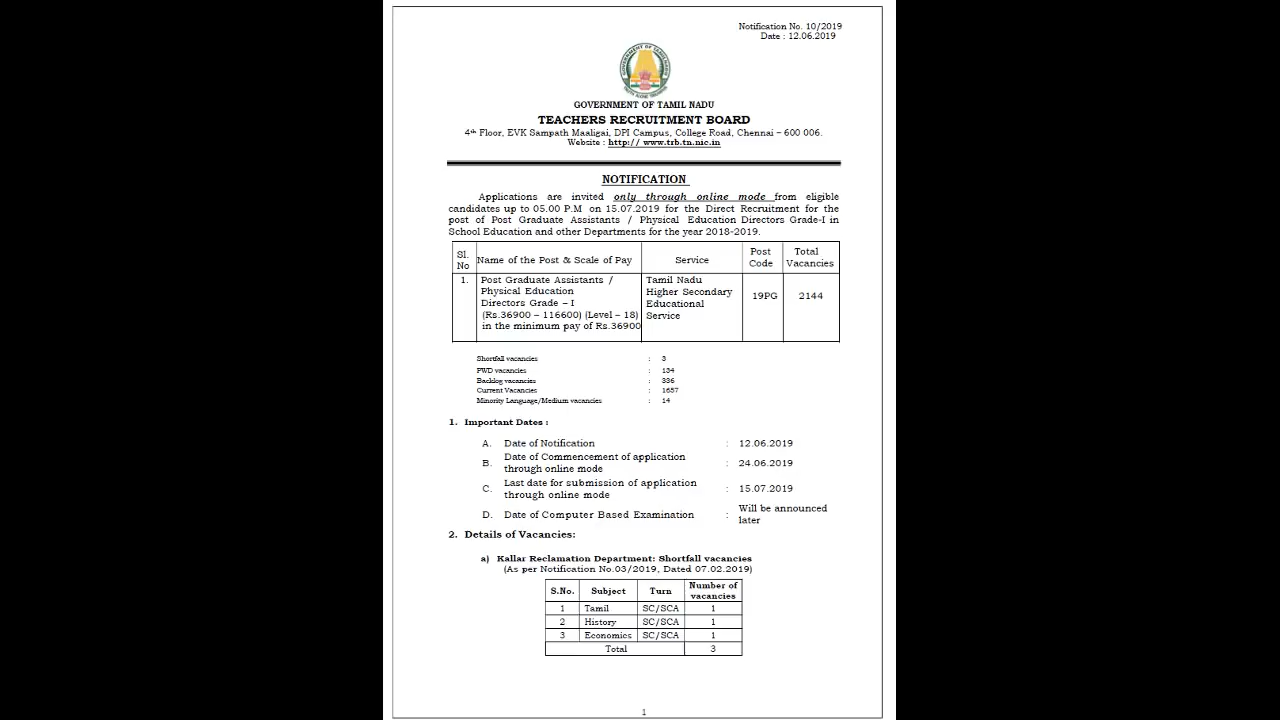 Notification No. 10/2019
Date : 12.06.2019
GOVERNMENT OF TAMIL NADU
TEACHERS RECRUITMENT BOARD
4th Floor, EVK Sampath Maaligai, DPI Campus, College Road, Chennai – 600 006.
Website : http:// www.trb.tn.nic.in
NOTIFICATION
Applications are invited only through online mode from eligible
candidates up to 05.00 P.M on 15.07.2019 for the Direct Recruitment for the
post of Post Graduate Assistants / Physical Education Directors Grade-I in
School Education and other Departments for the year 2018-2019.
Sl. No Name of the Post & Scale of Pay Service Post Code Total Vacancies
1. Post Graduate Assistants / Tamil Nadu
Physical Education Higher Secondary 19PG 2144
Directors Grade – I Educational
(Rs.36900 – 116600) (Level – 18) Service
in the minimum pay of Rs.36900
Shortfall vacancies : 3
PWD vacancies : 134
Backlog vacancies : 336
Current Vacancies : 1657
Minority Language/Medium vacancies : 14
1. Important Dates :
A. Date of Notification : 12.06.2019
B. Date of Commencement of application
through online mode : 24.06.2019
C. Last date for submission of application
through online mode : 15.07.2019
D. Date of Computer Based Examination : Will be announced
later
2. Details of Vacancies:
a) Kallar Reclamation Department: Shortfall vacancies
(As per Notification No.03/2019, Dated 07.02.2019)
S.No. Subject Turn Number of vacancies
1 Tamil SC/SCA 1
2 History SC/SCA 1
3 Economics SC/SCA 1
Total 3
1